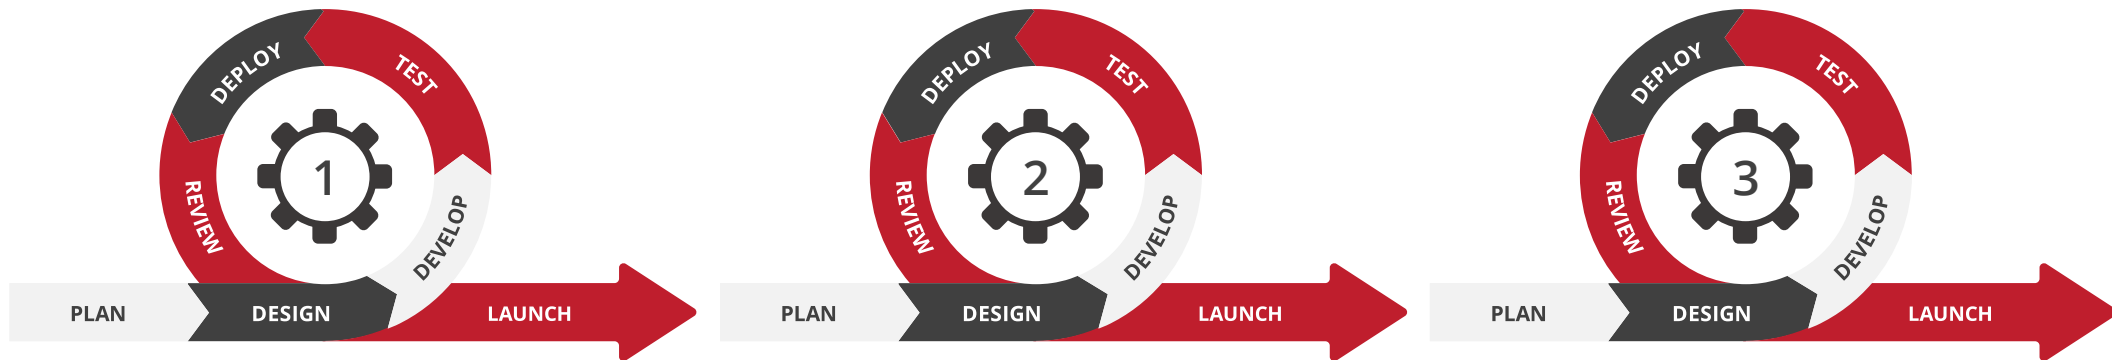 DEPLOY
TEST
1
REVIEW
DEVELOP
PLAN
DESIGN
LAUNCH
DEPLOY
TEST
2
REVIEW
DEVELOP
PLAN
DESIGN
LAUNCH
DEPLOY
TEST
3
REVIEW
DEVELOP
PLAN
DESIGN
LAUNCH